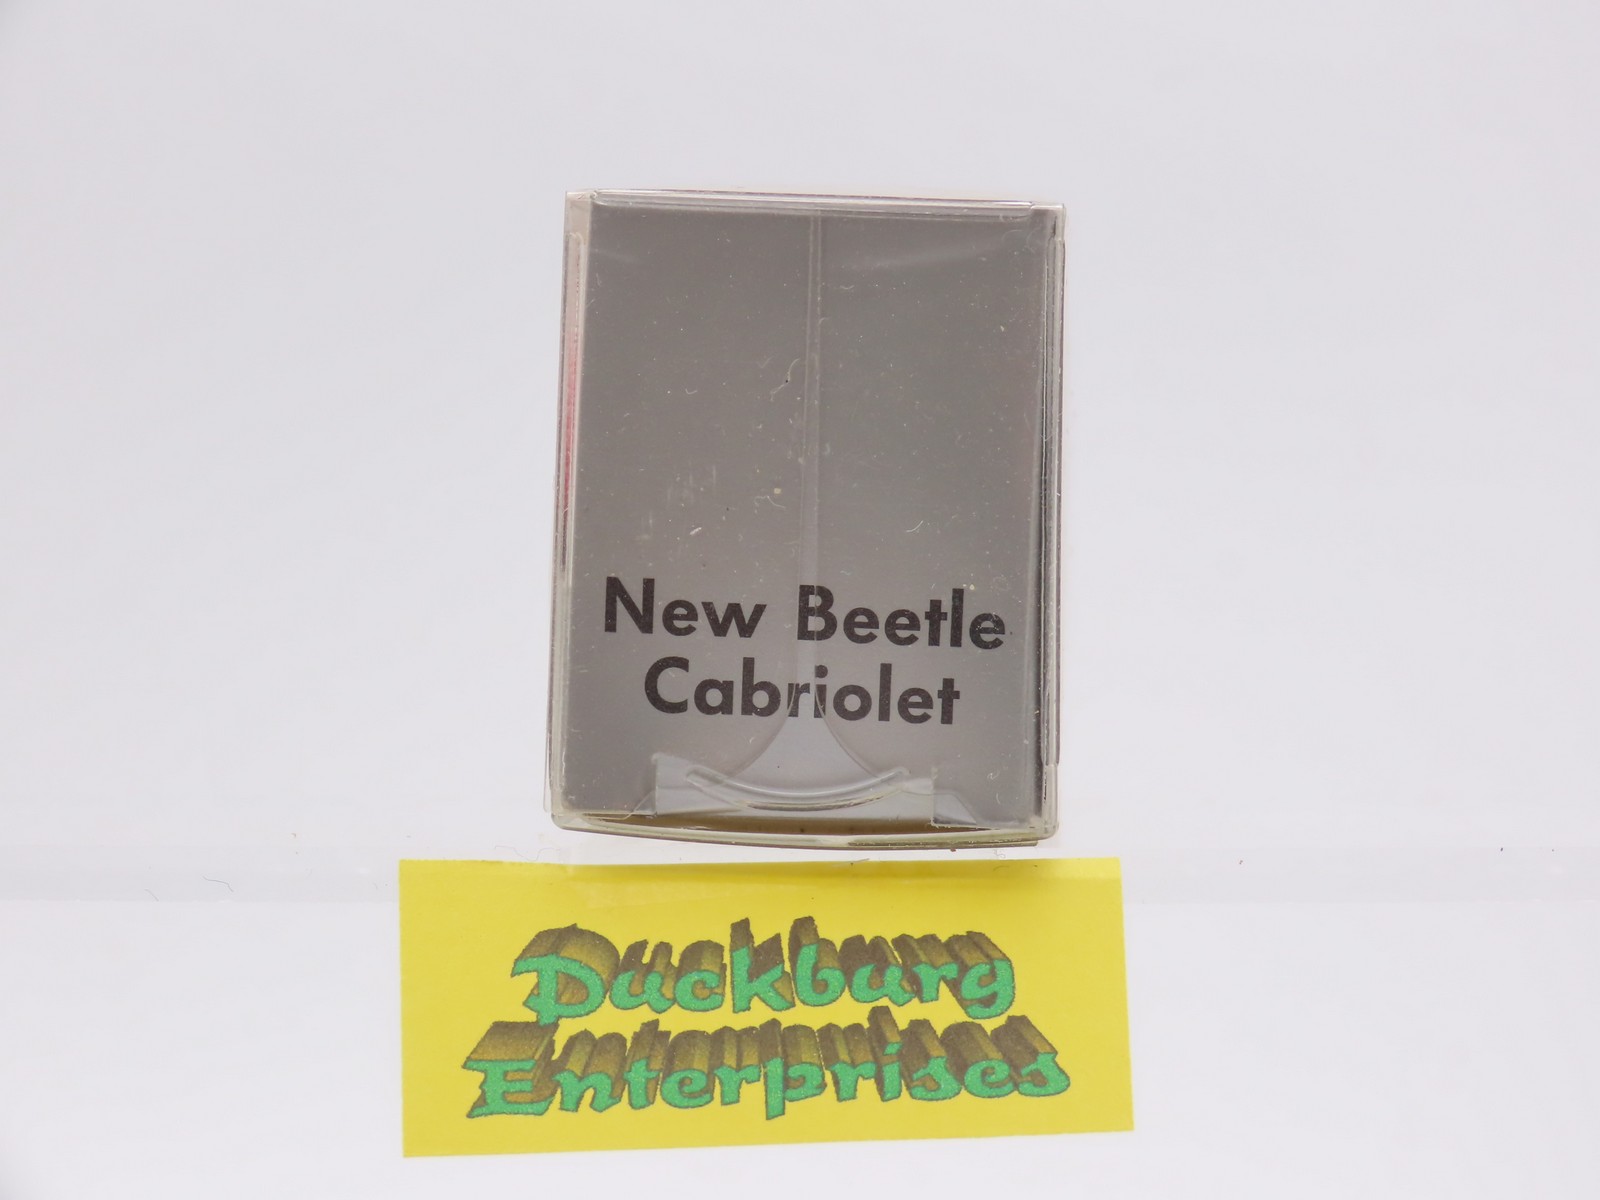 New Beetle
Cabriolet
Duckburg
Enterprises